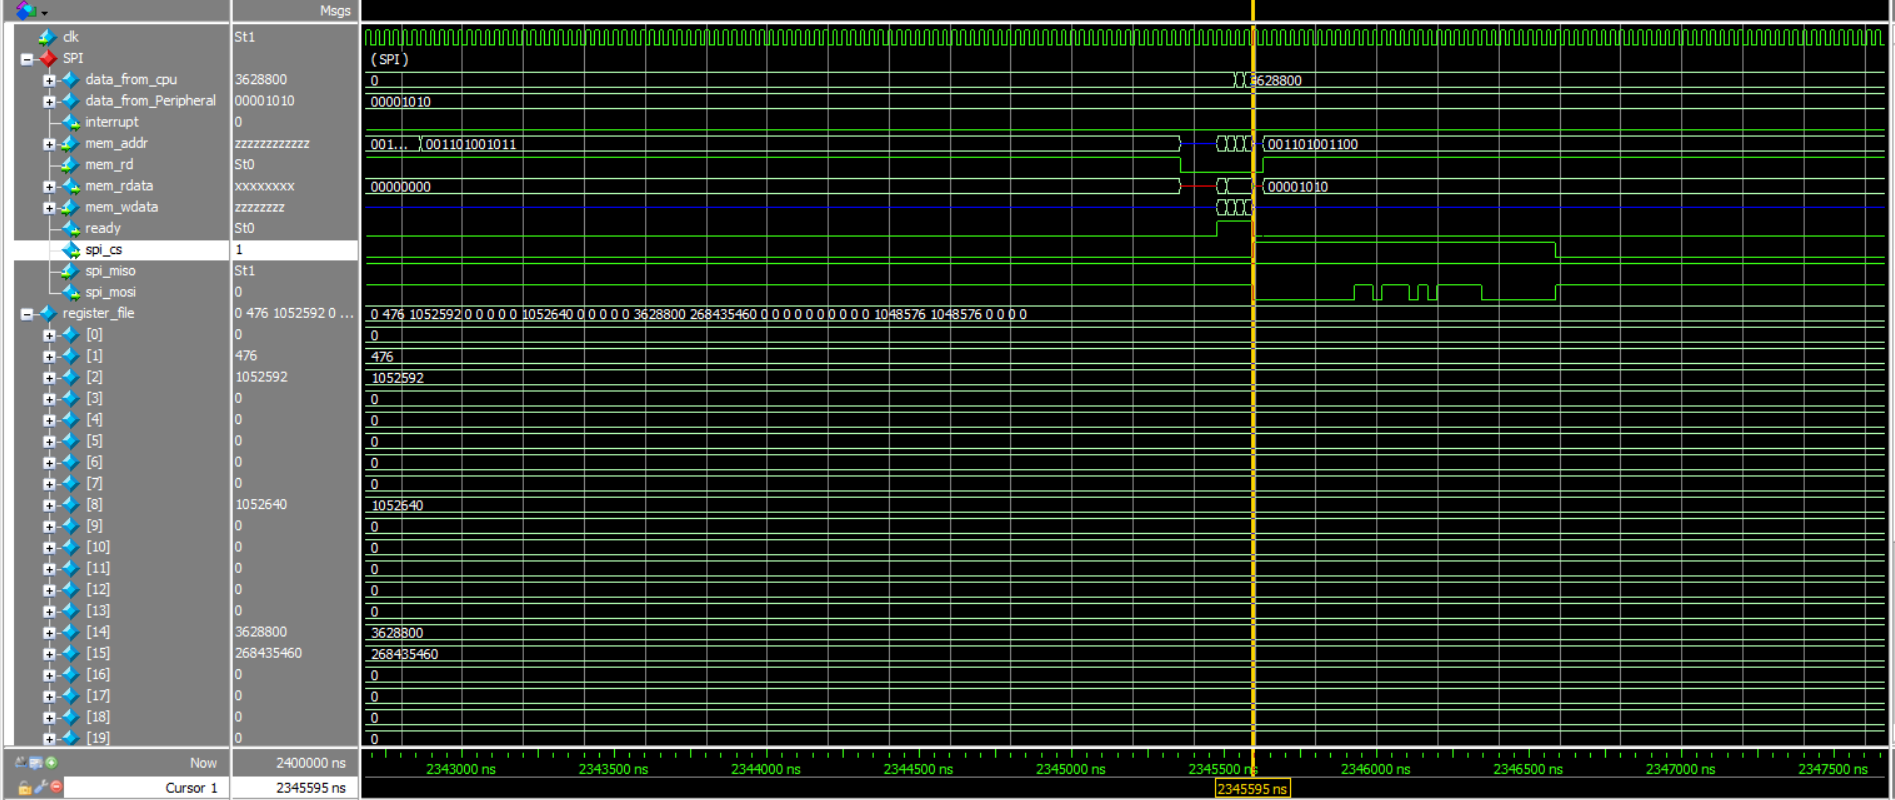 Msgs
clk St1
SPI ( SPI )
data_from_cpu 3628800 0 3628800
data_from_Peripheral 00001010 00001010
interrupt 0
mem_addr zzzzzzzzzzzz 001... 001101001011 001101001100
mem_rd St0
mem_rdata xxxxxxxx 00000000 00001010
mem_wdata zzzzzzzz
ready St0
spi_cs 1
spi_miso St1
spi_mosi 0
register_file 0 476 1052592 0 ... 0 476 1052592 0 0 0 0 0 1052640 0 0 0 0 0 3628800 268435460 0 0 0 0 0 0 0 0 0 0 1048576 1048576 0 0 0 0
[0] 0 0
[1] 476 476
[2] 1052592 1052592
[3] 0 0
[4] 0 0
[5] 0 0
[6] 0 0
[7] 0 0
[8] 1052640 1052640
[9] 0 0
[10] 0 0
[11] 0 0
[12] 0 0
[13] 0 0
[14] 3628800 3628800
[15] 268435460 268435460
[16] 0 0
[17] 0 0
[18] 0 0
[19] 0 0
Now 2400000 ns 2343000 ns 2343500 ns 2344000 ns 2344500 ns 2345000 ns 2345500 ns 2346000 ns 2346500 ns 2347000 ns 2347500 ns
Cursor 1 2345595 ns 2345595 ns